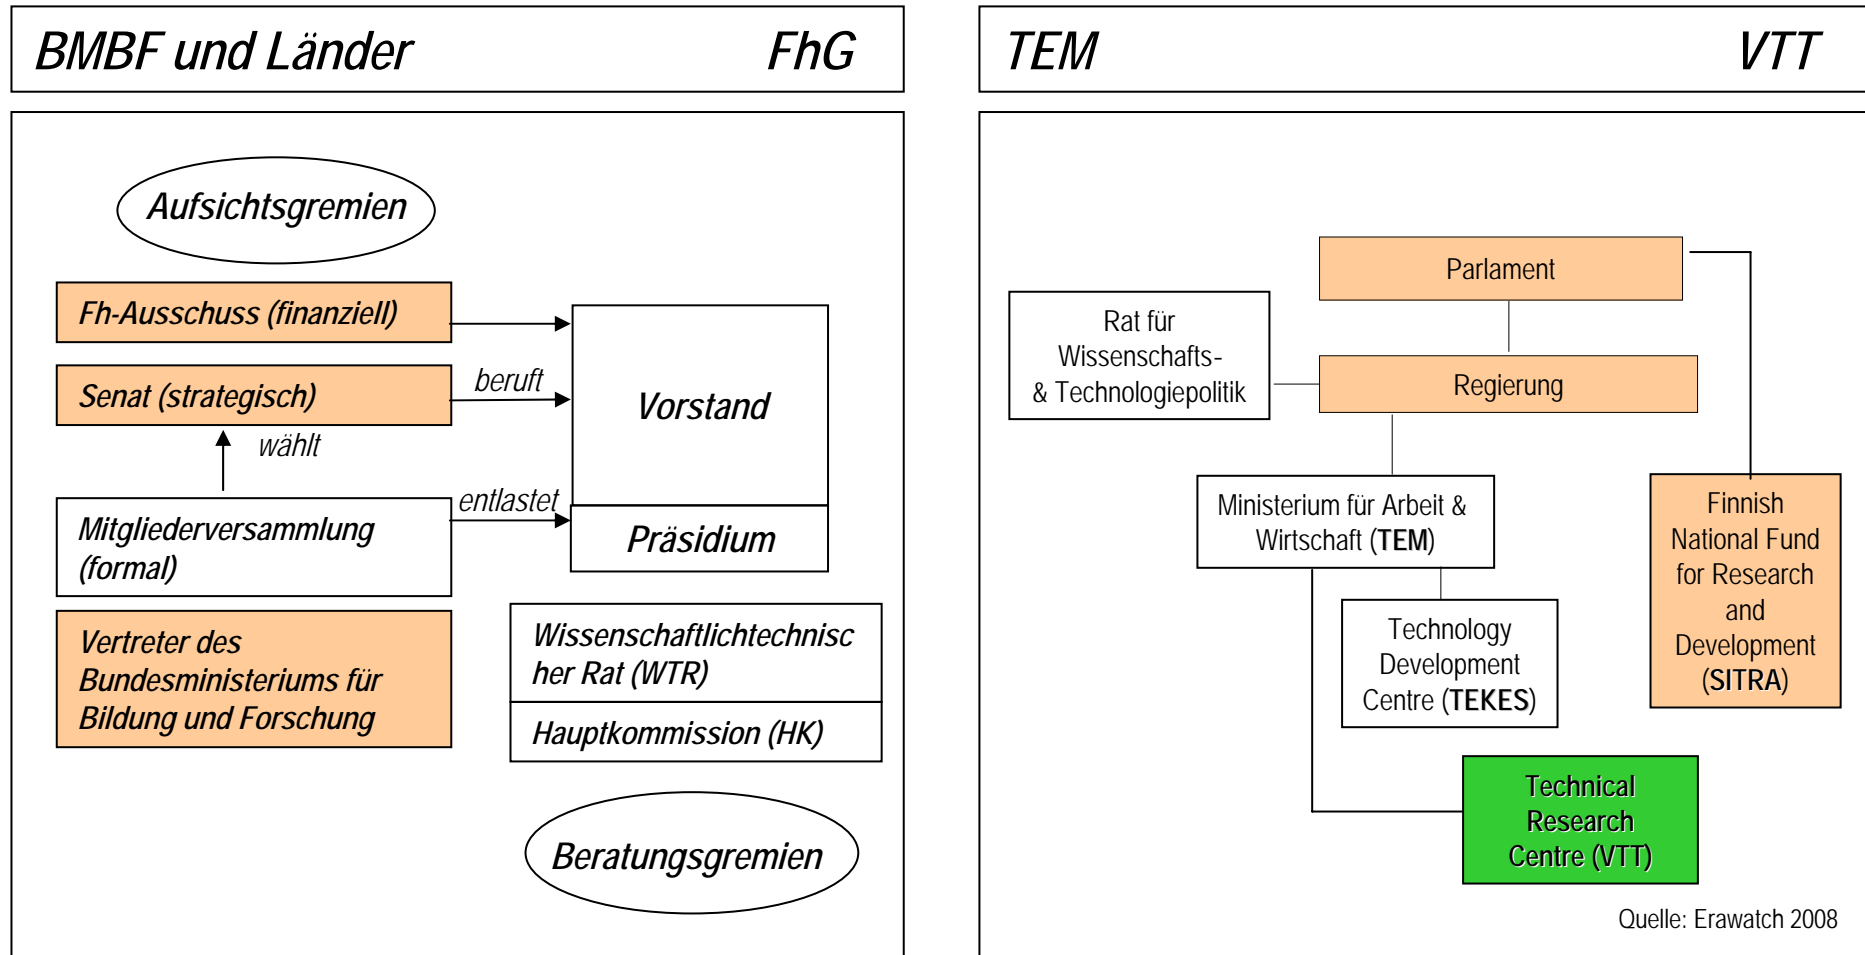 BMBF und Länder FhG
Aufsichtsgremien
Fh-Ausschuss (finanziell)
Senat (strategisch)
beruft
wählt
Vorstand
Mitgliederversammlung
(formal)
entlastet
Präsidium
Vertreter des
Bundesministeriums für
Bildung und Forschung
Wissenschaftlichtechnisc
her Rat (WTR)
Hauptkommission (HK)
Beratungsgremien
TEM VTT
Parlament
Rat für
Wissenschafts-
& Technologiepolitik
Regierung
Ministerium für Arbeit &
Wirtschaft (TEM)
Finnish
National Fund
for Research
and
Development
(SITRA)
Technology
Development
Centre (TEKES)
Technical
Research
Centre (VTT)
Quelle: Erawatch 2008